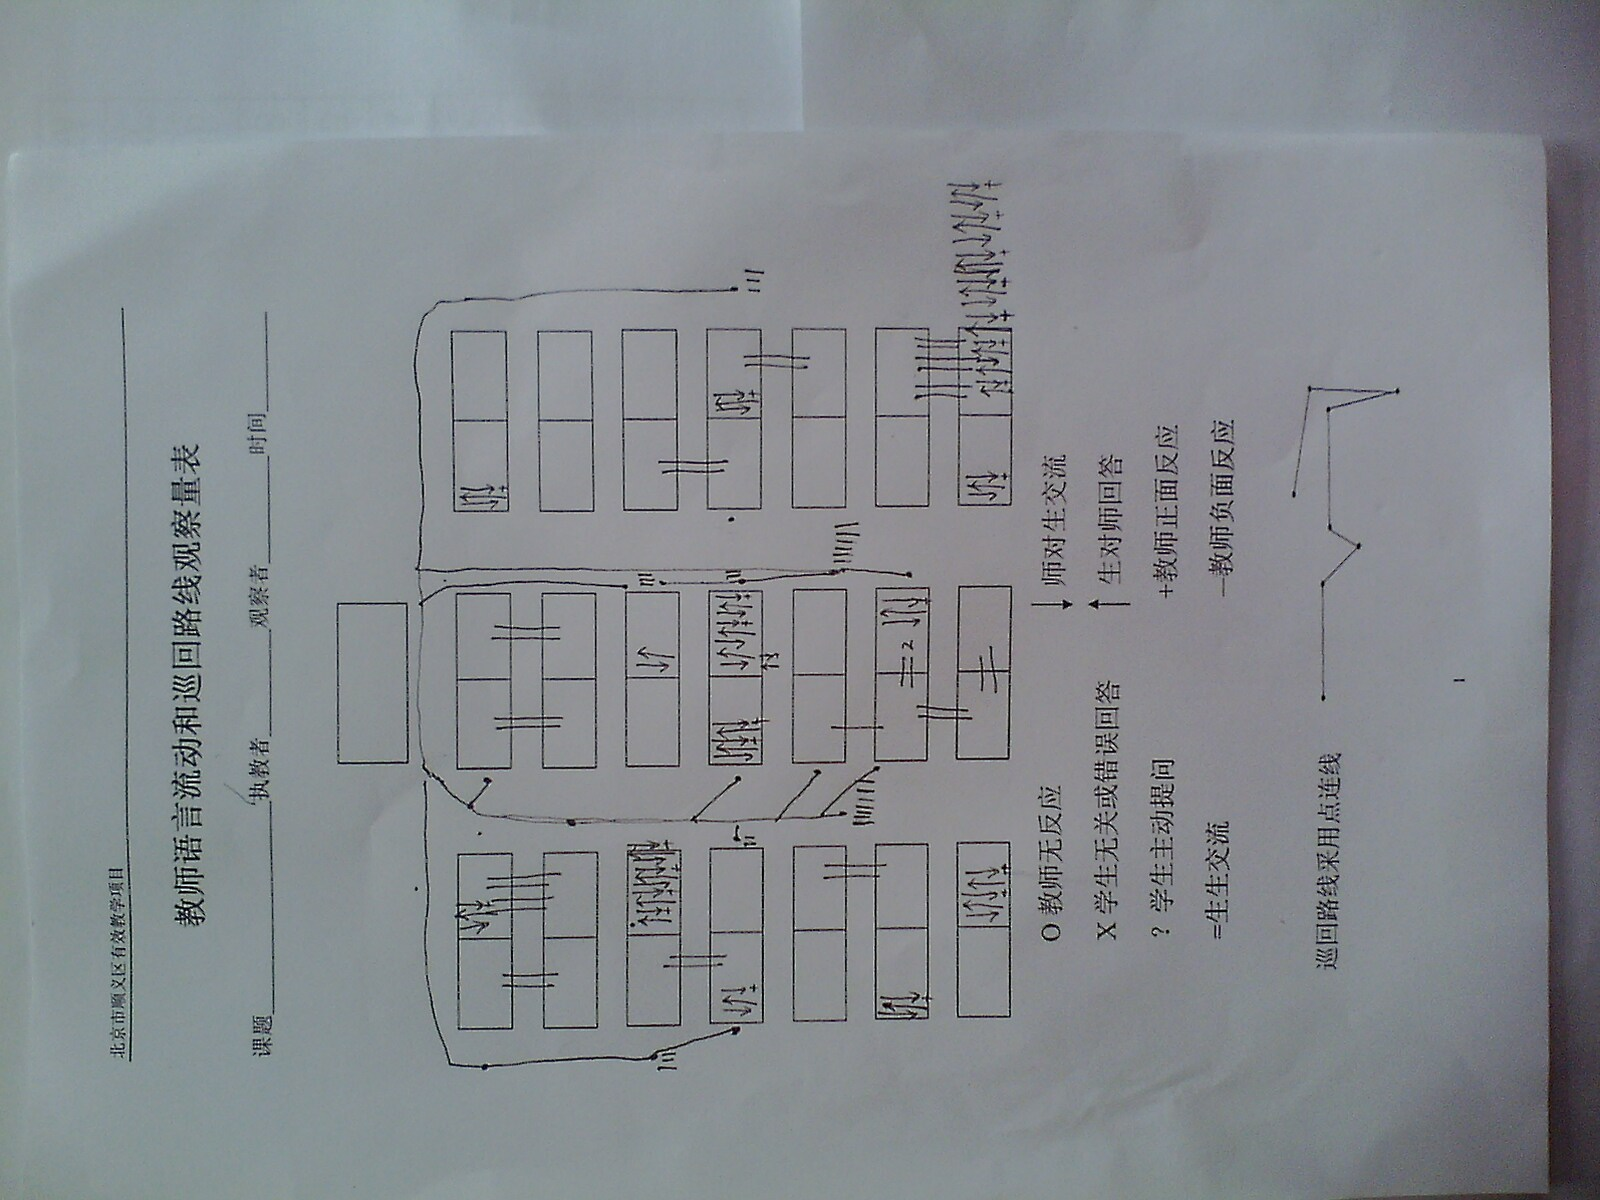 北京市顺义区有效教学项目
教师语言流动和巡回路线观察量表
课题 执教者 观察者 时间
2
O 教师无反应 ↓ 师对生交流
X 学生无关或错误回答 ↑ 生对师回答
? 学生主动提问 +教师正面反应
=生生交流 —教师负面反应
巡回路线采用点连线
1